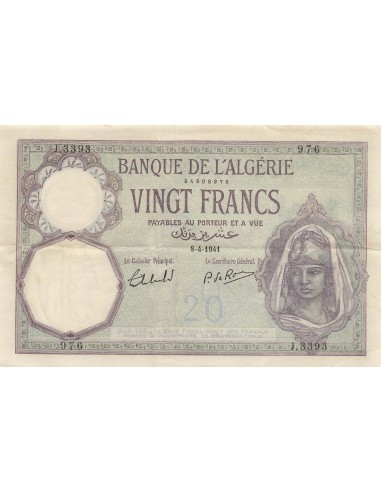 J.3393 976
BANQUE DE L'ALGÉRIE
VINGT FRANCS
PAYABLES AU PORTEUR ET A VUE
عشرين فرنك
8-4-1941
Le Caissier Principal. Le Secrétaire Général.
20
976 J.3393